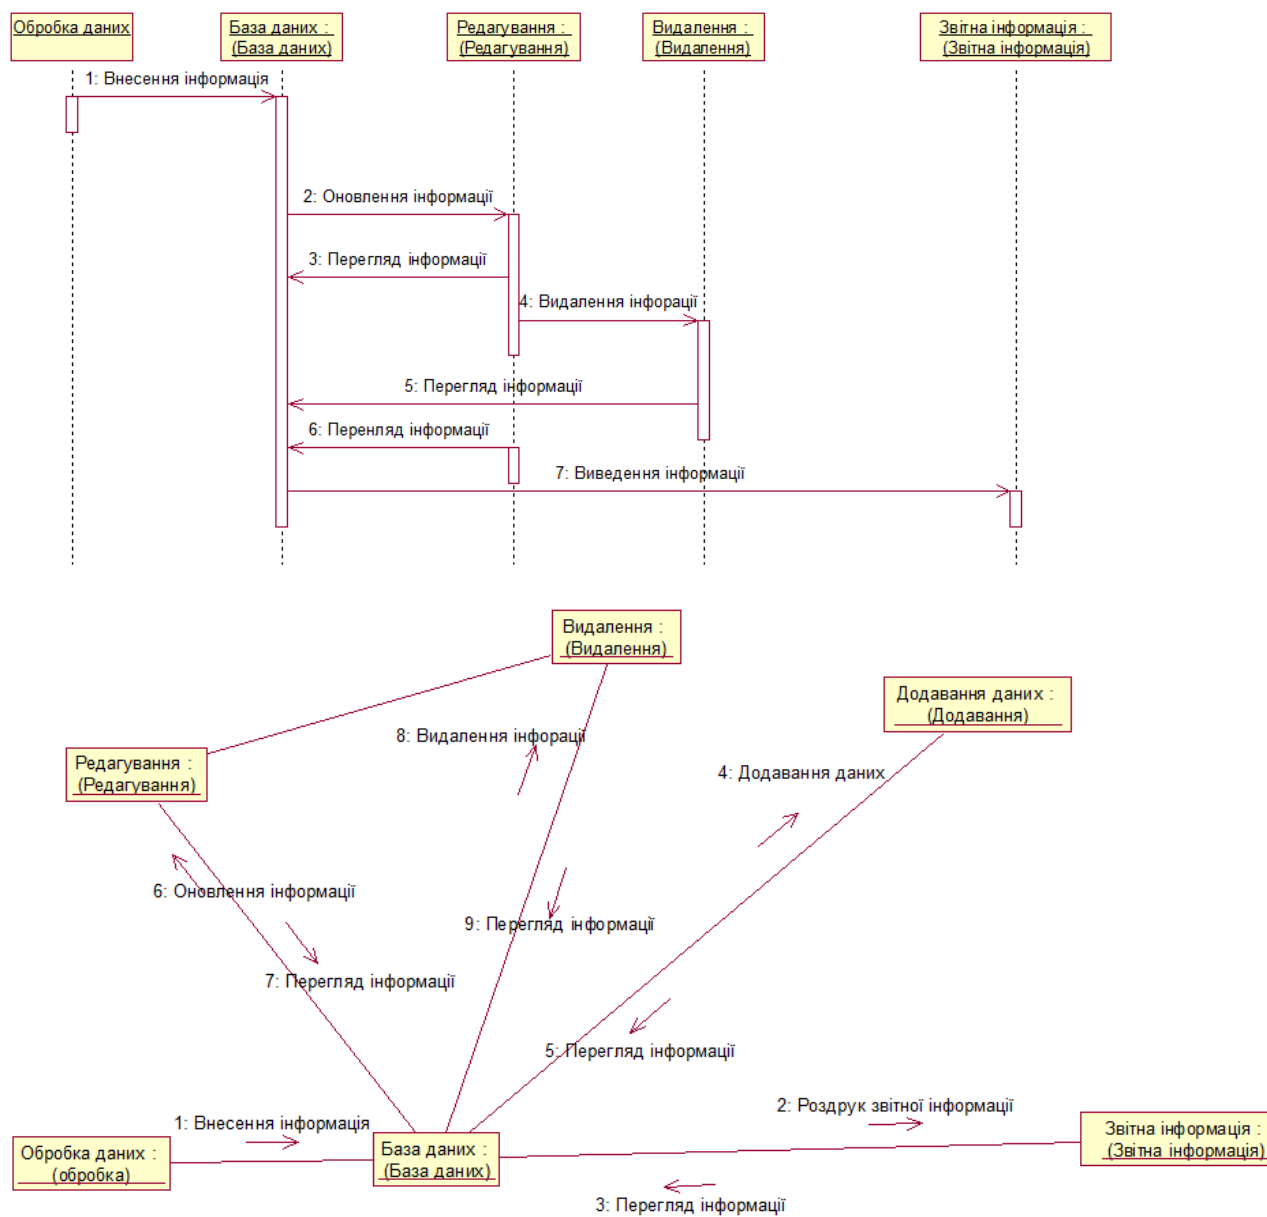 Обробка даних
База даних :
(База даних)
Редагування :
(Редагування)
Видалення :
(Видалення)
Звітна інформація :
(Звітна інформація)
1: Внесення інформація
2: Оновлення інформації
3: Перегляд інформації
4: Видалення інфорації
5: Перегляд інформації
6: Перенляд інформації
7: Виведення інформації
Видалення :
(Видалення)
Додавання даних :
(Додавання)
8: Видалення інфорації
Редагування :
(Редагування)
4: Додавання даних
6: Оновлення інформації
9: Перегляд інформації
7: Перегляд інформації
5: Перегляд інформації
2: Роздрук звітної інформації
1: Внесення інформація
Обробка даних :
(обробка)
База даних :
(База даних)
Звітна інформація :
(Звітна інформація)
3: Перегляд інформації